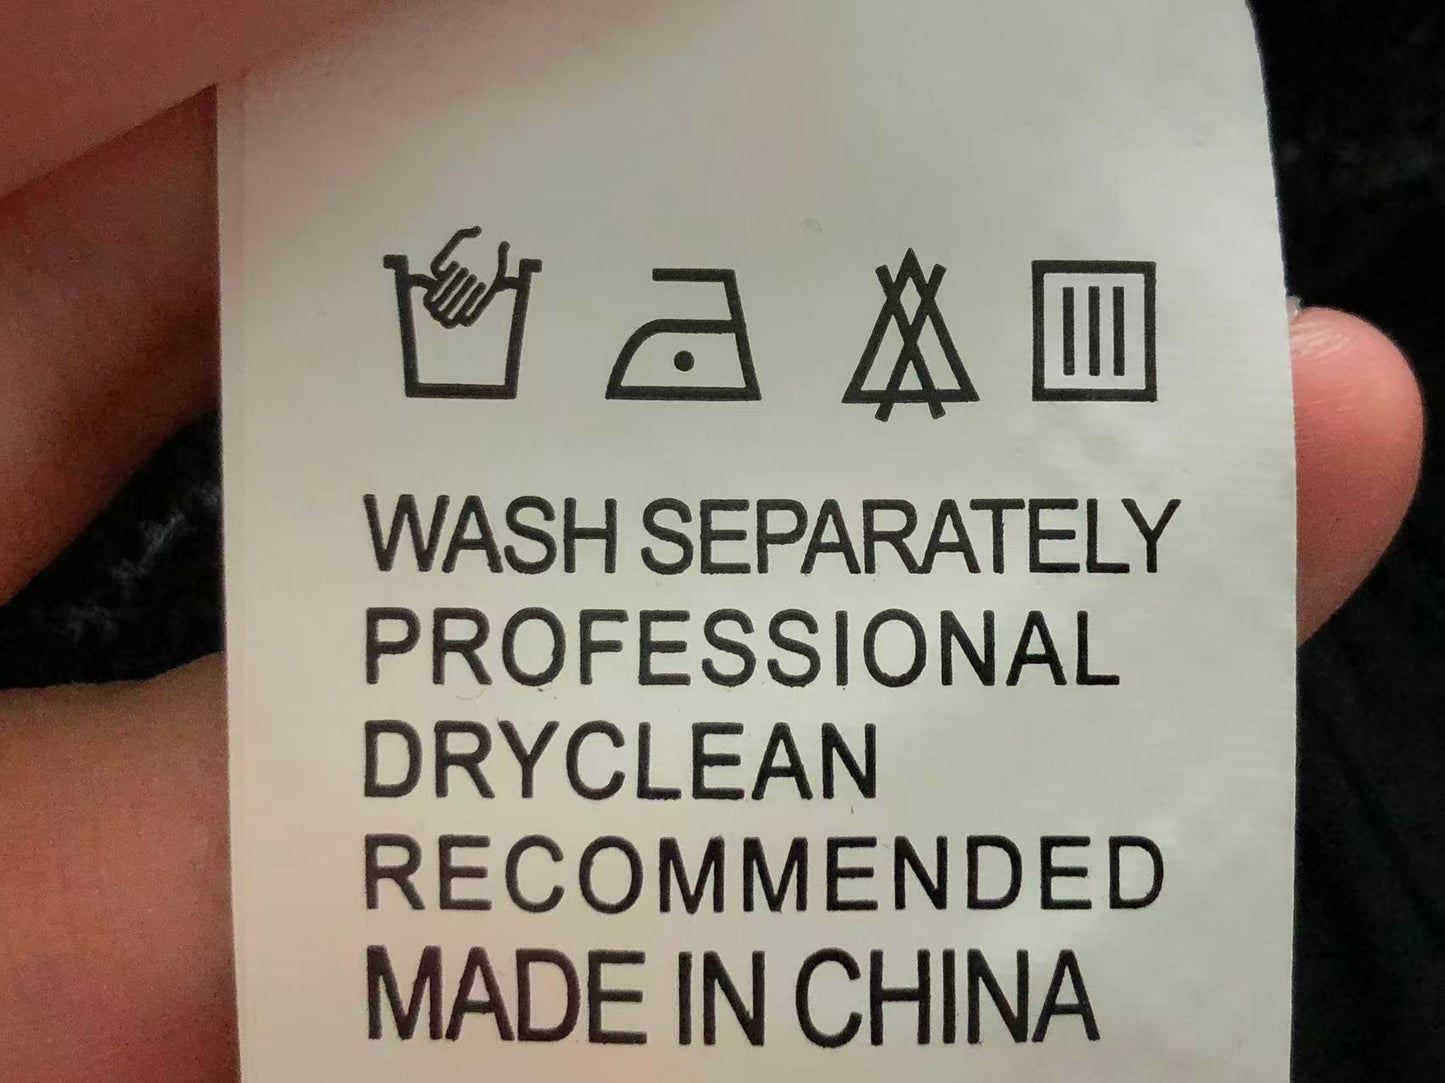 WASH SEPARATELY
PROFESSIONAL
DRYCLEAN
RECOMMENDED
MADE IN CHINA